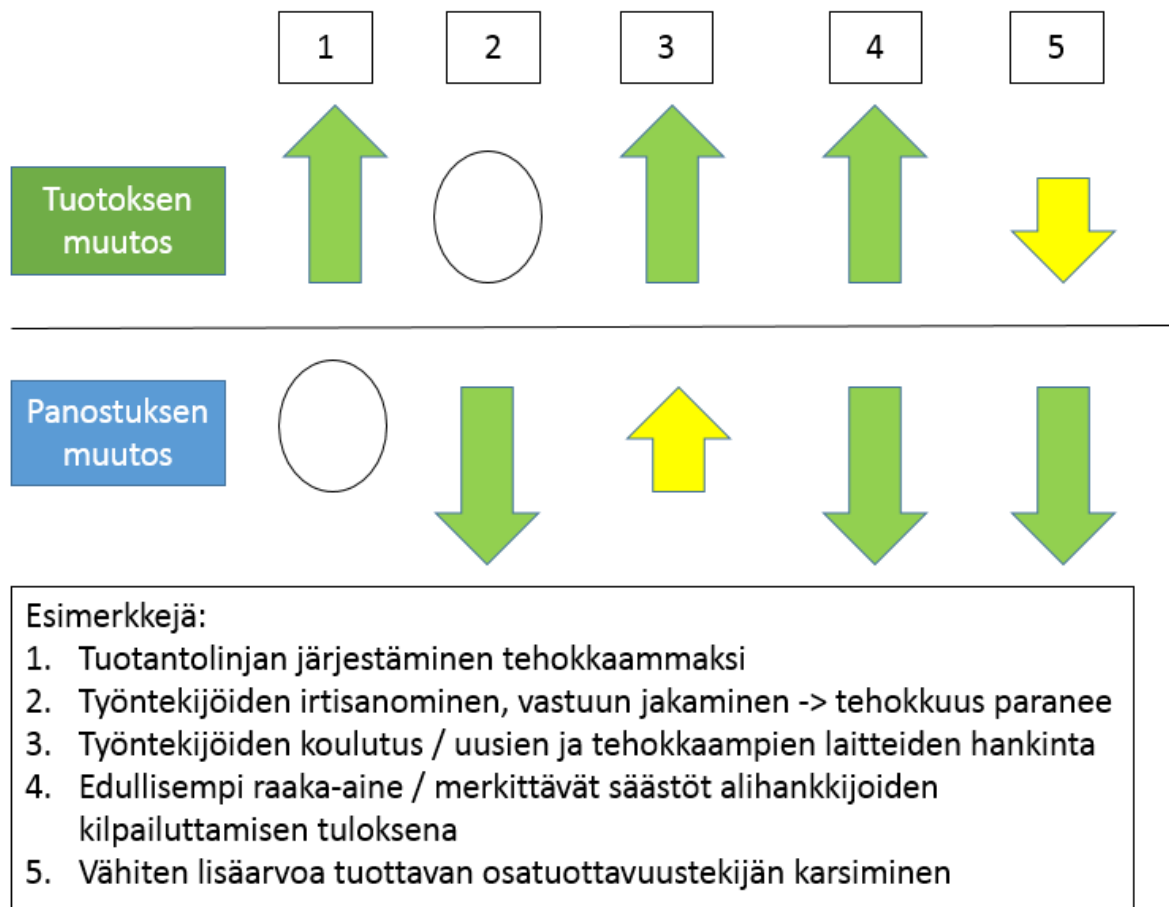 1 2 3 4 5
Tuotoksen
muutos
Panostuksen
muutos
Esimerkkejä:
1. Tuotantolinjan järjestäminen tehokkaammaksi
2. Työntekijöiden irtisanominen, vastuun jakaminen -> tehokkuus paranee
3. Työntekijöiden koulutus / uusien ja tehokkaampien laitteiden hankinta
4. Edullisempi raaka-aine / merkittävät säästöt alihankkijoiden
kilpailuttamisen tuloksena
5. Vähiten lisäarvoa tuottavan osatuottavuustekijän karsiminen